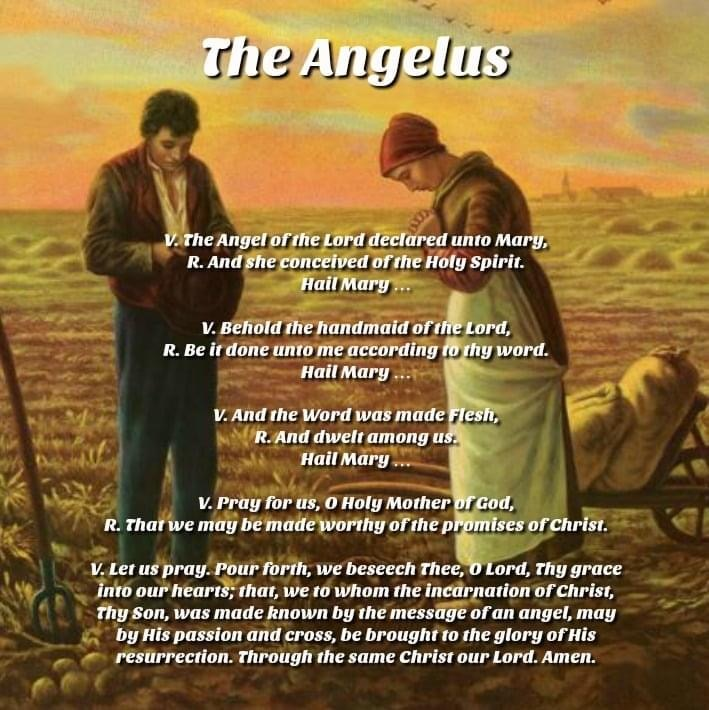 The Angelus
V. The Angel of the Lord declared unto Mary,
R. And she conceived of the Holy Spirit.
Hail Mary ...
V. Behold the handmaid of the Lord,
R. Be it done unto me according to thy word.
Hail Mary ...
V. And the Word was made Flesh,
R. And dwelt among us.
Hail Mary ...
V. Pray for us, O Holy Mother of God,
R. That we may be made worthy of the promises of Christ.
V. Let us pray. Pour forth, we beseech Thee, O Lord, Thy grace
into our hearts; that, we to whom the incarnation of Christ,
Thy Son, was made known by the message of an angel, may
by His passion and cross, be brought to the glory of His
resurrection. Through the same Christ our Lord. Amen.